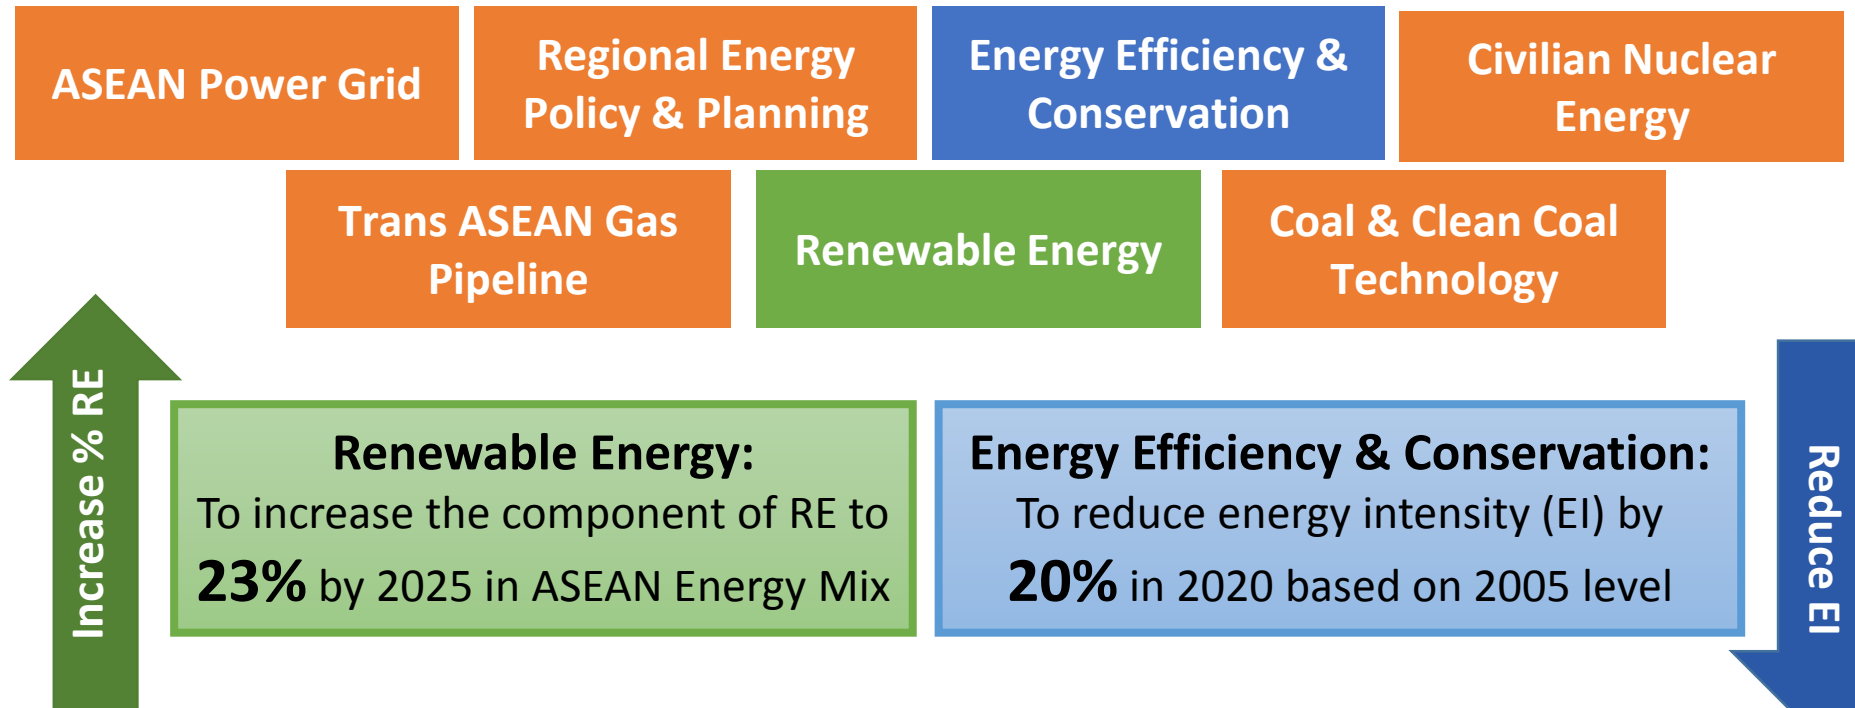 ASEAN Power Grid
Regional Energy
Policy & Planning
Energy Efficiency &
Conservation
Civilian Nuclear
Energy
Trans ASEAN Gas
Pipeline
Renewable Energy
Coal & Clean Coal
Technology
Increase % RE
Renewable Energy:
To increase the component of RE to
23% by 2025 in ASEAN Energy Mix
Energy Efficiency & Conservation:
To reduce energy intensity (EI) by
20% in 2020 based on 2005 level
Reduce EI